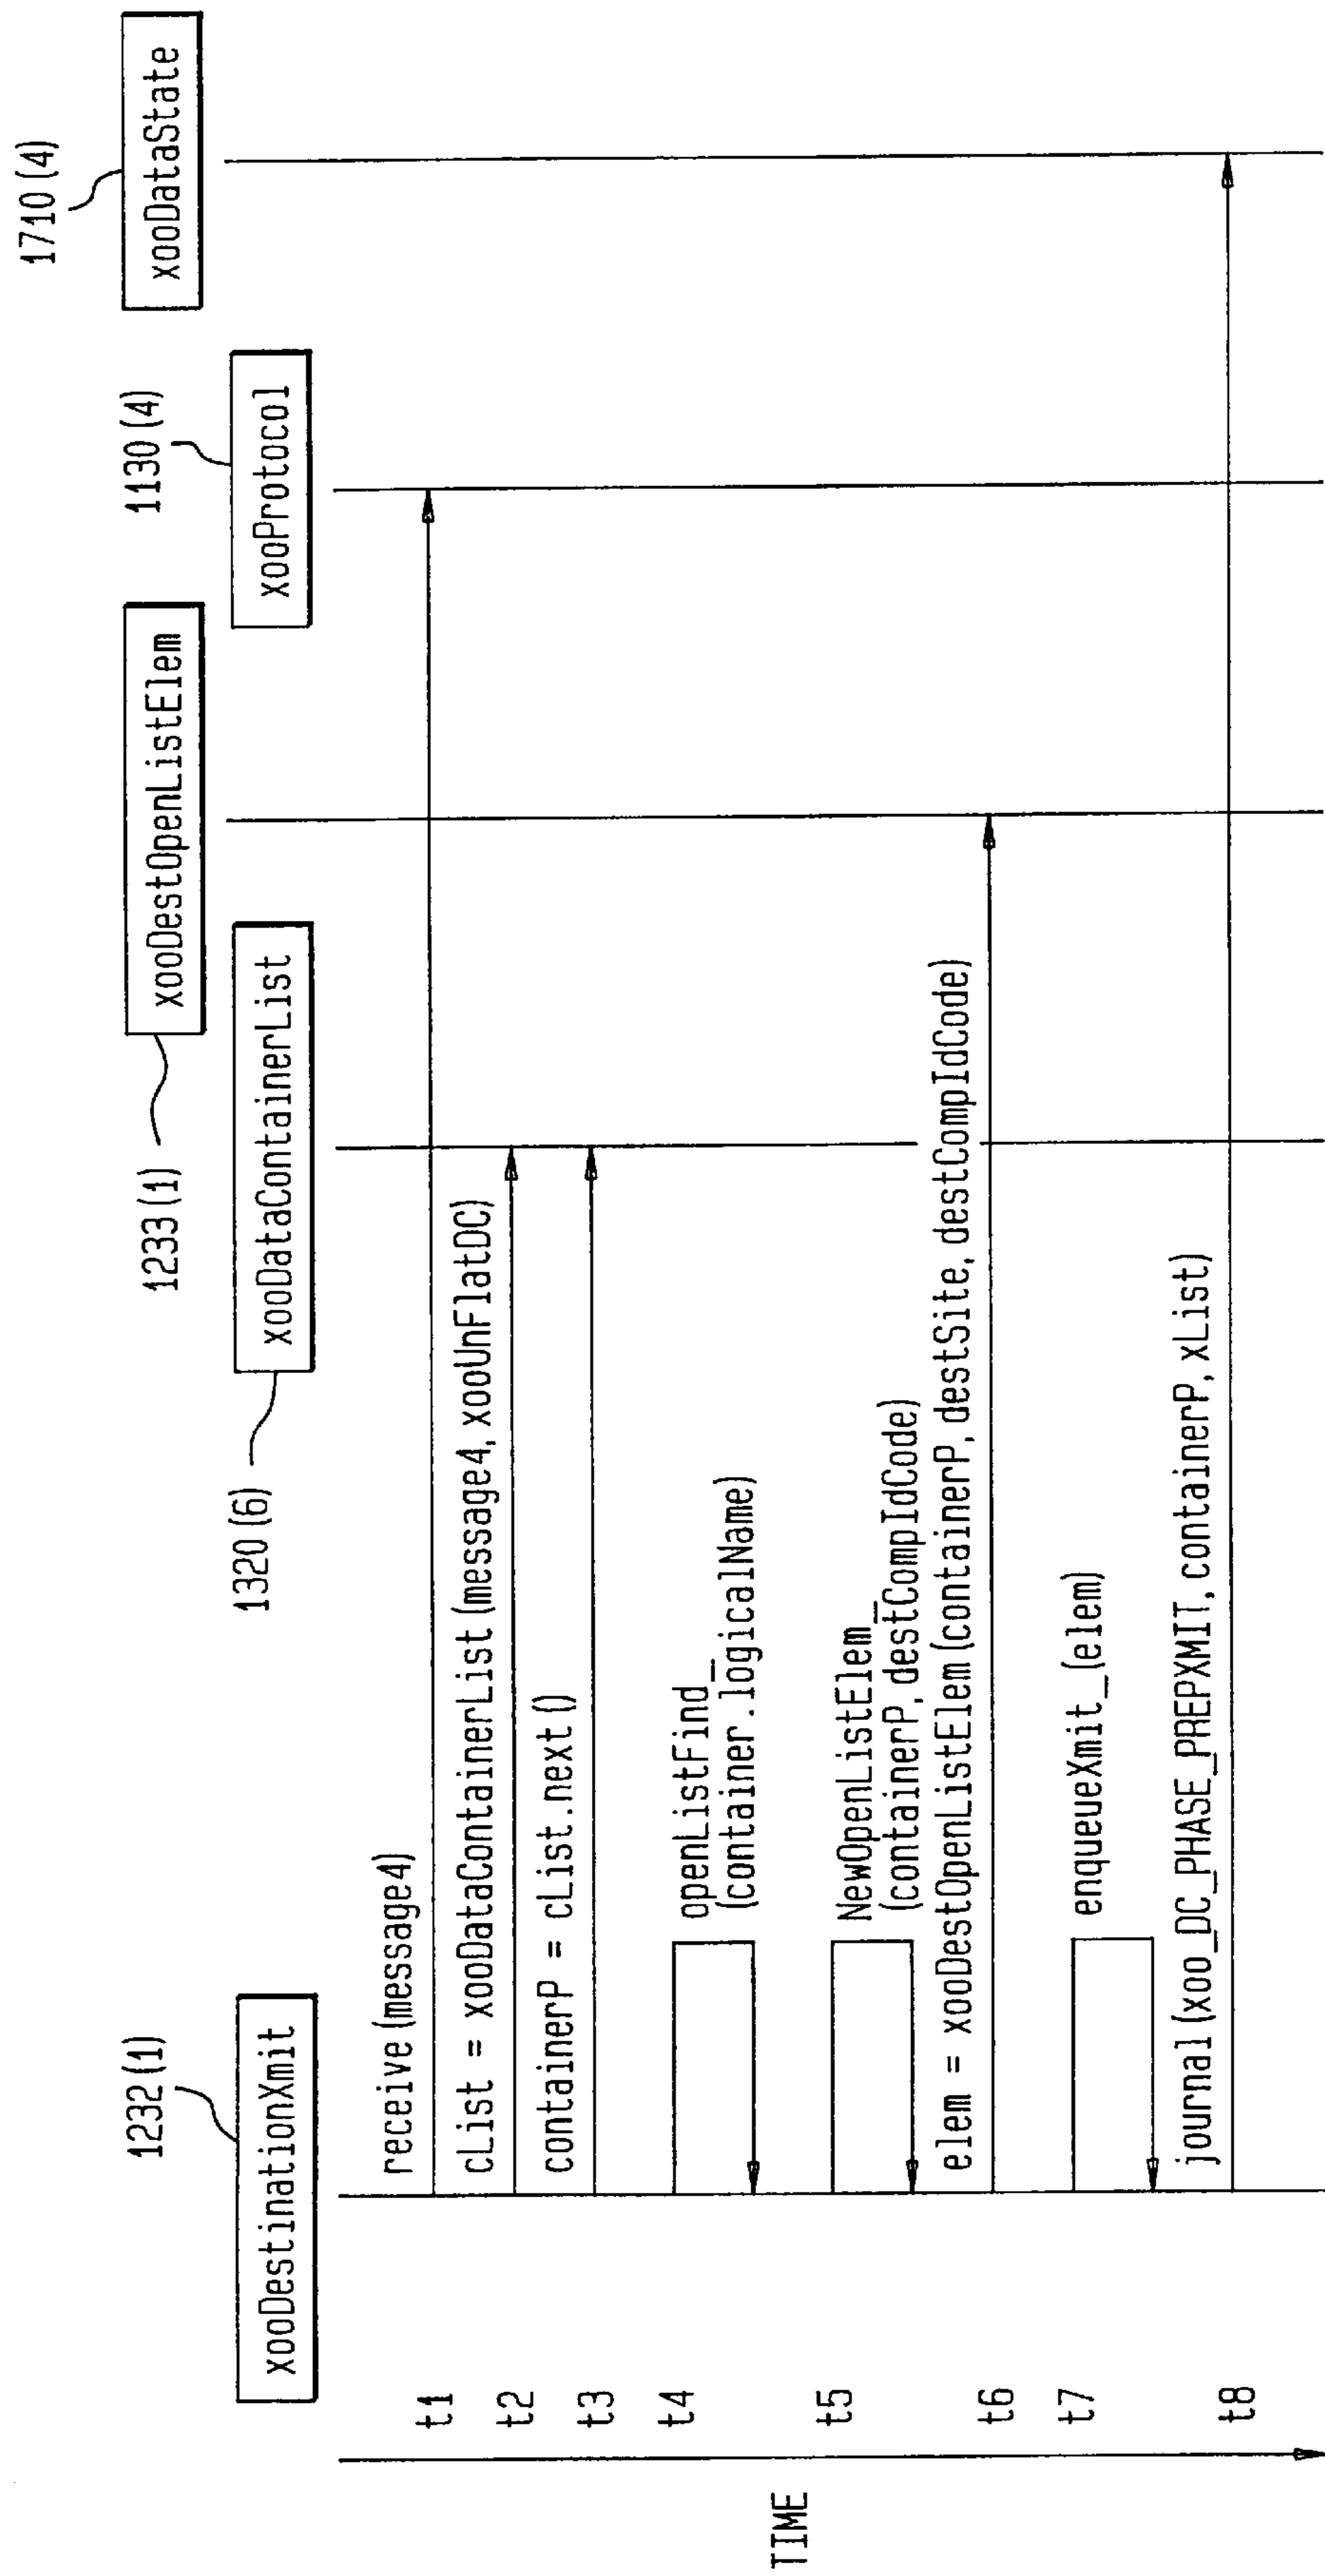 1232(1)
xooDestinationXmit
1320(6)
xooDataContainerList
1233(1)
xooDestOpenListElem
1130(4)
xooProtocol
1710(4)
xooDataState
TIME
t1
receive(message4)
t2
cList = xooDataContainerList(message4, xooUnFlatDC)
t3
containerP = cList.next()
t4
openListFind_
(container.logicalName)
t5
NewOpenListElem_
(containerP, destCompIdCode)
t6
elem = xooDestOpenListElem(containerP, destSite, destCompIdCode)
t7
enqueueXmit_(elem)
t8
journal(xoo_DC_PHASE_PREPXMIT, containerP, xList)